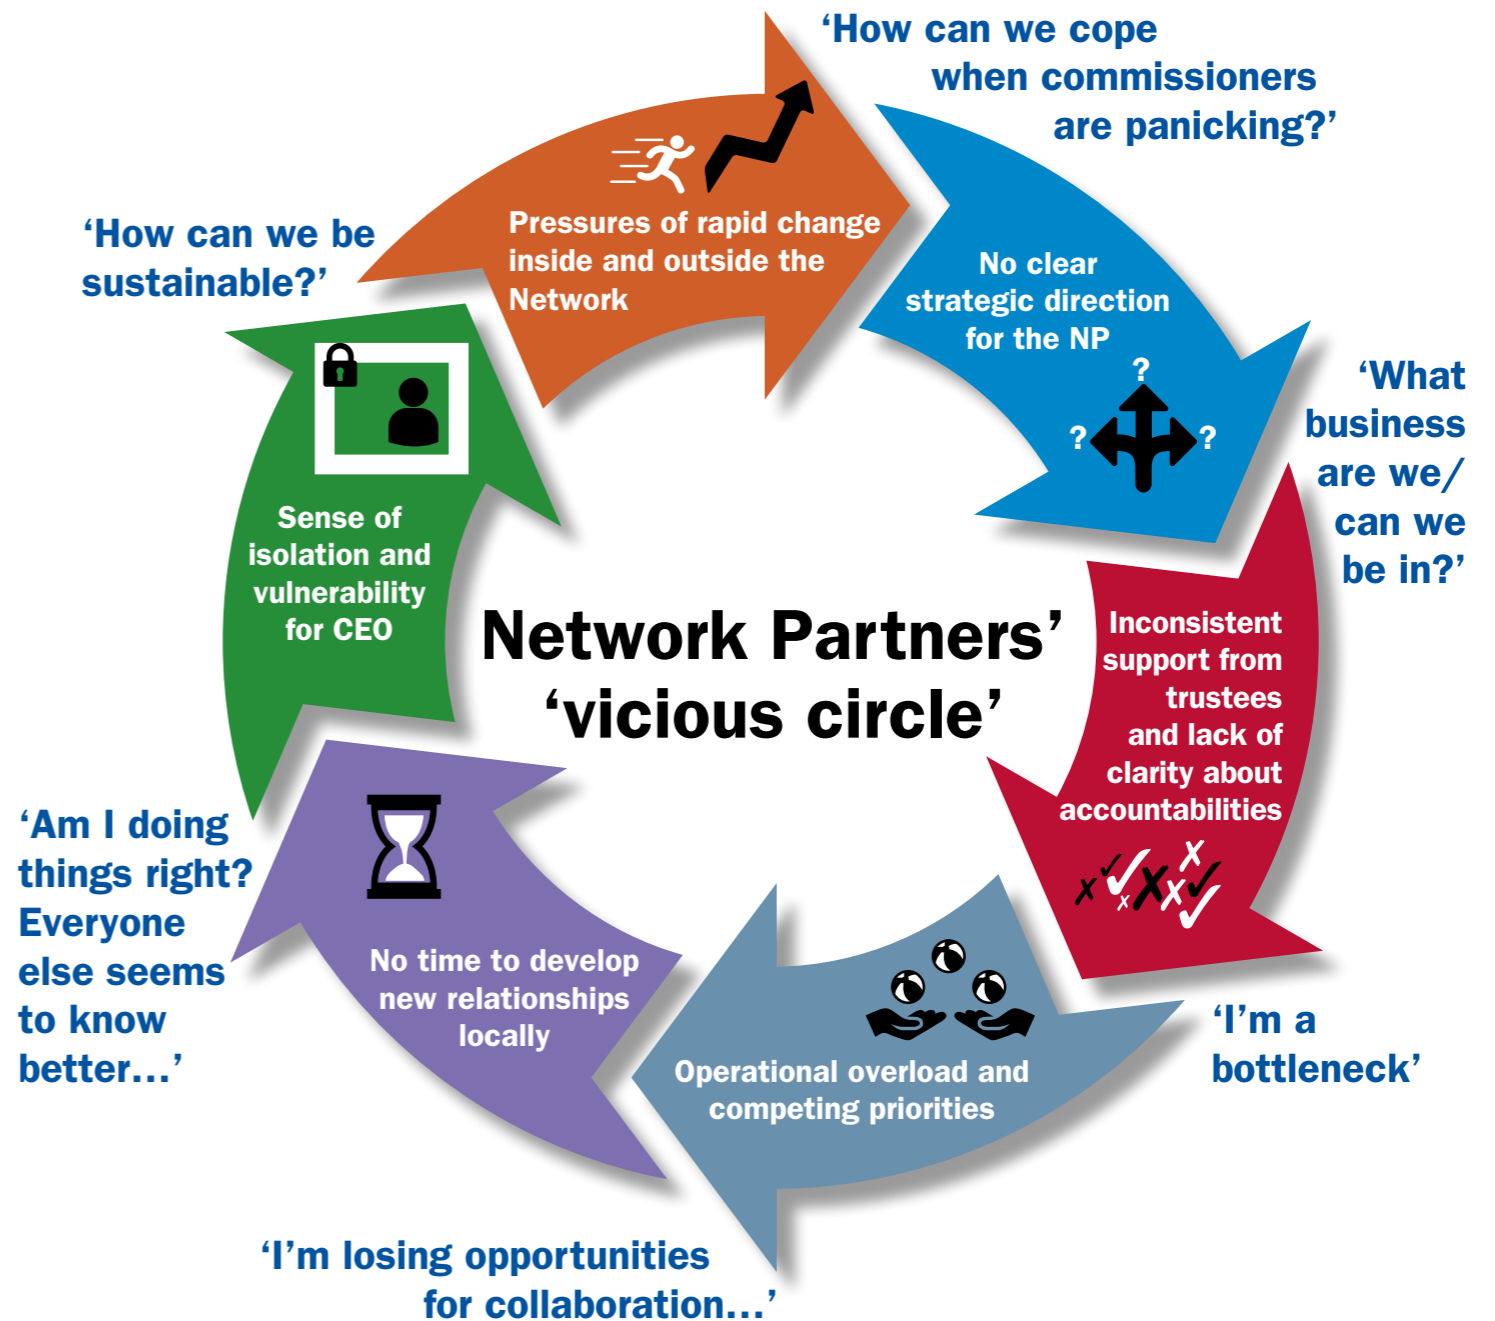 ‘How can we cope
when commissioners
are panicking?’
Pressures of rapid change
inside and outside the
Network
‘How can we be
sustainable?’
No clear
strategic direction
for the NP
?
?
?
‘What
business
are we/
can we
be in?’
Inconsistent
support from
trustees
and lack of
clarity about
accountabilities
‘I’m a
bottleneck’
Operational overload and
competing priorities
‘I’m losing opportunities
for collaboration...’
No time to develop
new relationships
locally
‘Am I doing
things right?
Everyone
else seems
to know
better...’
Sense of
isolation and
vulnerability
for CEO
Network Partners’
‘vicious circle’